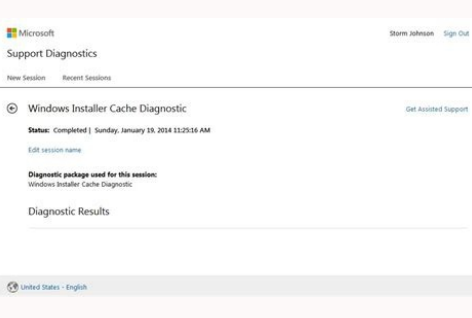 Microsoft
Storm Johnson Sign Out
Support Diagnostics
New Session Recent Sessions
Windows Installer Cache Diagnostic
Get Assisted Support
Status: Completed | Sunday, January 19, 2014 11:25:16 AM
Edit session name
Diagnostic package used for this session:
Windows Installer Cache Diagnostic
Diagnostic Results
United States - English